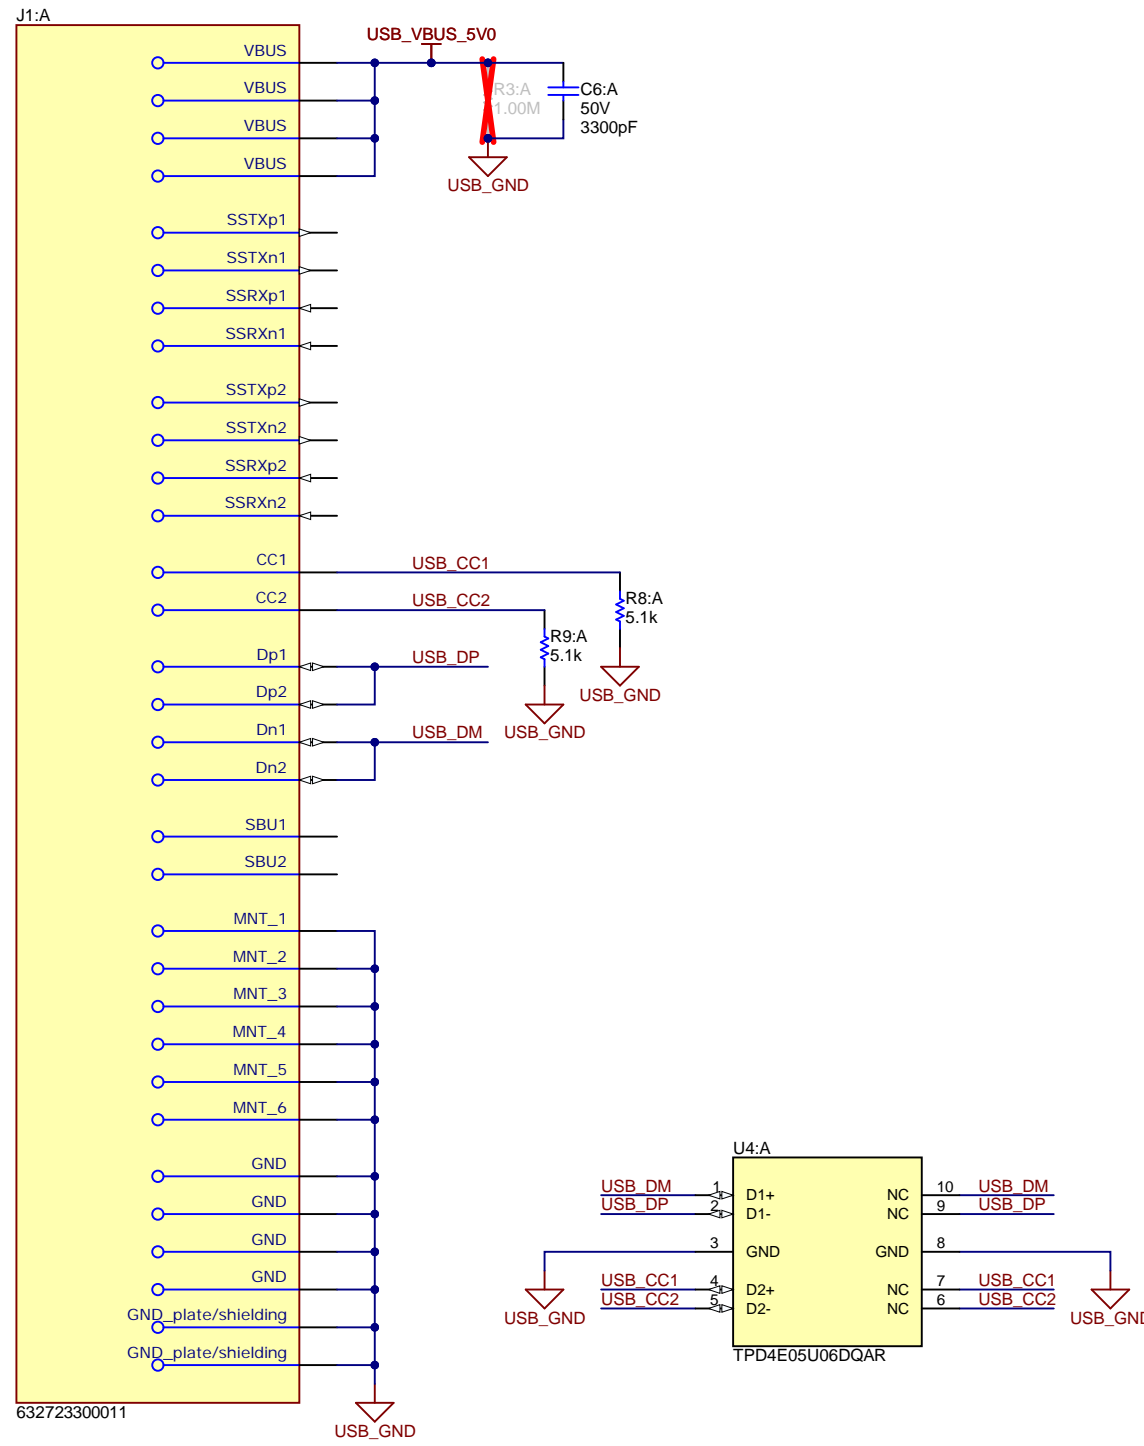 J1:A
USB_VBUS_5V0
VBUS
VBUS
VBUS
VBUS
R3:A
1.00M
C6:A
50V
3300pF
USB_GND
SSTXp1
SSTXn1
SSRXp1
SSRXn1
SSTXp2
SSTXn2
SSRXp2
SSRXn2
CC1 USB_CC1
CC2 USB_CC2
R8:A
5.1k
R9:A
5.1k
USB_GND
USB_GND
Dp1 USB_DP
Dp2
Dn1 USB_DM
Dn2
SBU1
SBU2
MNT_1
MNT_2
MNT_3
MNT_4
MNT_5
MNT_6
GND
GND
GND
GND
GND_plate/shielding
GND_plate/shielding
632723300011
USB_GND
U4:A
USB_DM 1 D1+ NC 10 USB_DM
USB_DP 2 D1- NC 9 USB_DP
3 GND GND 8
USB_CC1 4 D2+ NC 7 USB_CC1
USB_CC2 5 D2- NC 6 USB_CC2
USB_GND
USB_GND
TPD4E05U06DQAR